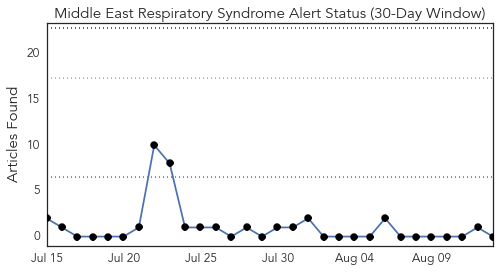 Middle East Respiratory Syndrome Alert Status (30-Day Window)
Articles Found
20
15
10
5
0
Jul 15 Jul 20 Jul 25 Jul 30 Aug 04 Aug 09